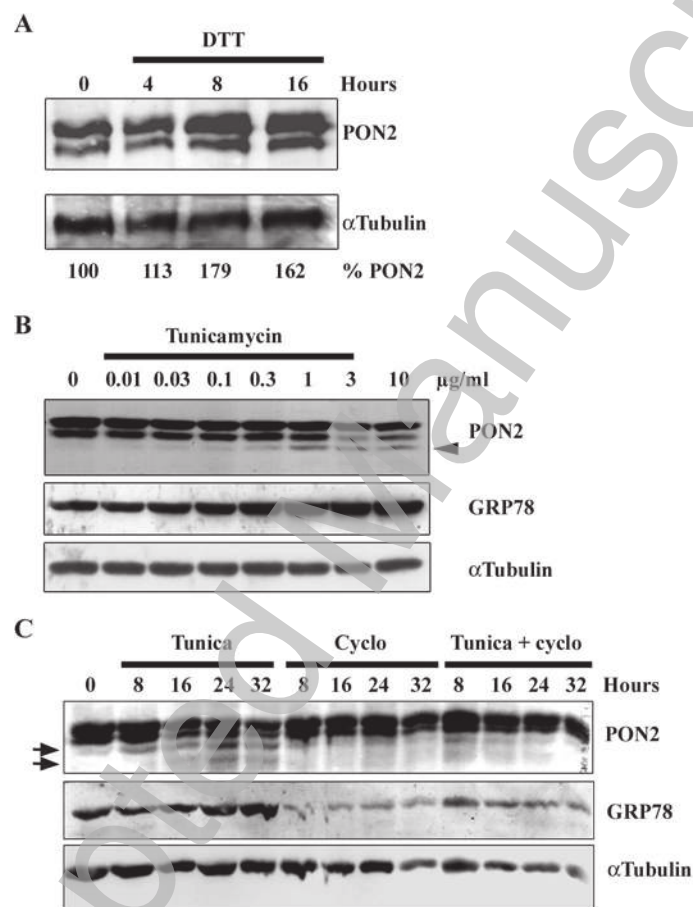 A
DTT
0 4 8 16 Hours
PON2
αTubulin
100 113 179 162 % PON2
B
Tunicamycin
0 0.01 0.03 0.1 0.3 1 3 10 μg/ml
PON2
GRP78
αTubulin
C
Tunica Cyclo Tunica + cyclo
0 8 16 24 32 8 16 24 32 8 16 24 32 Hours
PON2
GRP78
αTubulin
pted Manusc